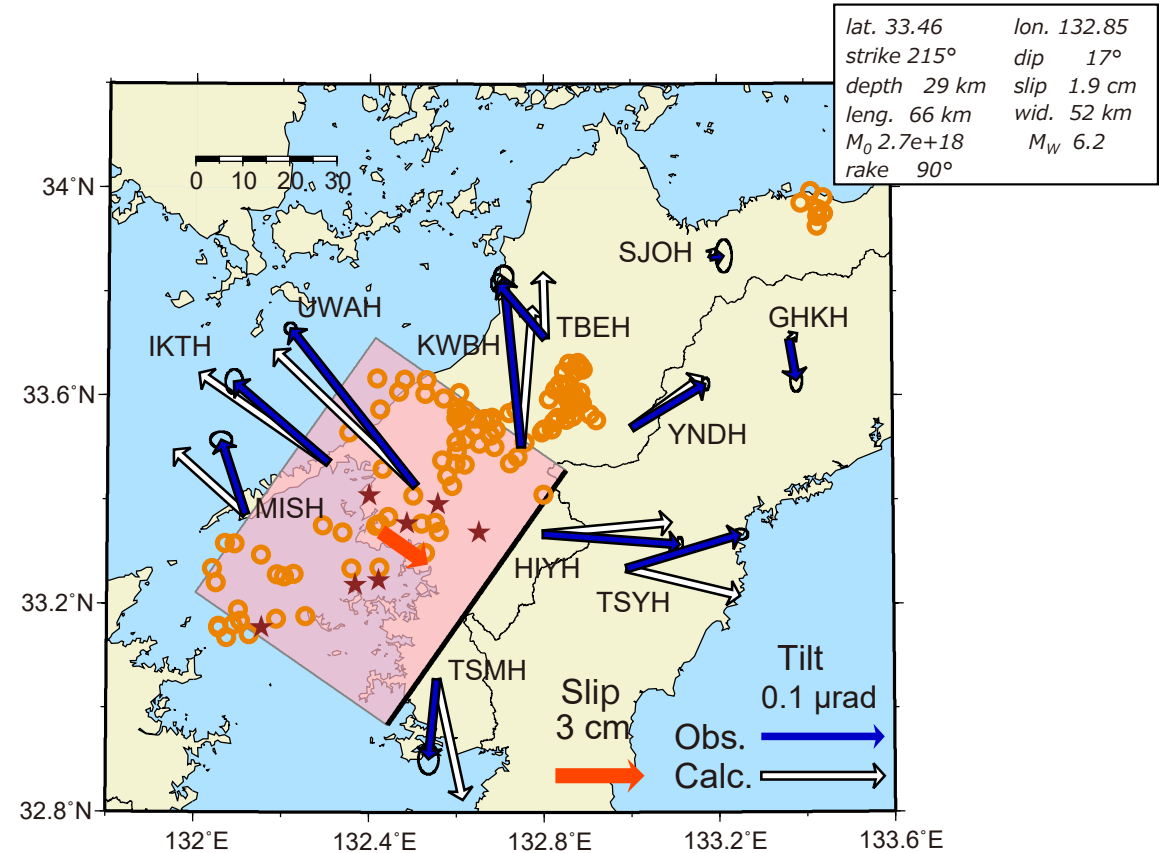 lat. 33.46 lon. 132.85
strike 215° dip 17°
depth 29 km slip 1.9 cm
leng. 66 km wid. 52 km
M₀ 2.7e+18 M_W 6.2
rake 90°
0 10 20 30
34˚N
33.6˚N
33.2˚N
32.8˚N
SJOH
UWAH
GHKH
IKTH
KWBH
TBEH
YNDH
MISH
HIYH
TSYH
TSMH
Tilt
0.1 μrad
Slip
3 cm
Obs.
Calc.
132˚E 132.4˚E 132.8˚E 133.2˚E 133.6˚E